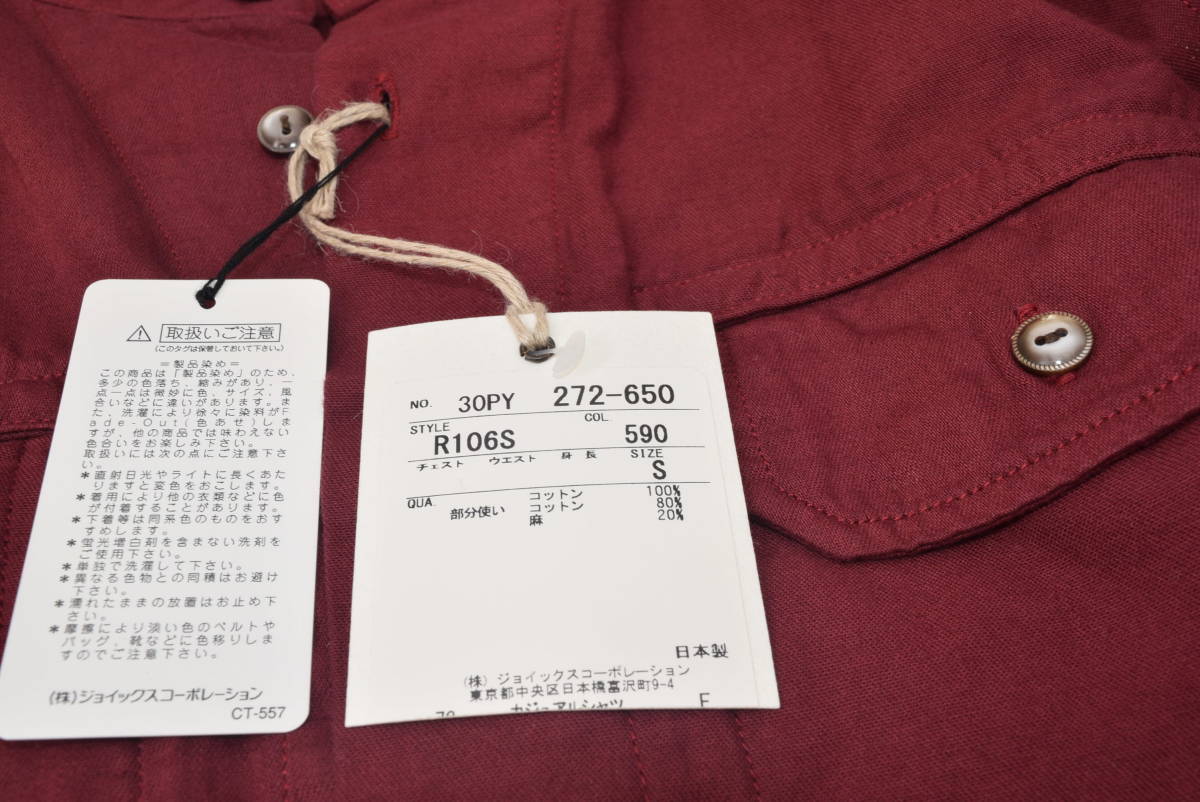 ⚠ 取扱いご注意
(このタグは保管しておいて下さい。)
＝製品染め＝
この商品は「製品染め」のため、
多少の色落ち、縮みがあり、一
点一点は微妙に色、サイズ、風
合いなどに違いがあります。ま
た、洗濯により徐々に染料がF
ade-Out(色あせ)しま
すが、他の商品では味わえない
色合いをお楽しみ下さい。
取扱いには次の点にご注意下さ
い。
＊直射日光やライトに長くあた
りますと変色をおこします。
＊着用により他の衣類などに色
が付着することがあります。
＊下着等は同系色のものをおす
すめします。
＊蛍光増白剤を含まない洗剤を
ご使用下さい。
＊単独で洗濯して下さい。
＊異なる色物との同積はお避け
下さい。
＊濡れたままの放置はお止め下
さい。
＊摩擦により淡い色のベルトや
バッグ、靴などに色移りしま
すのでご注意下さい。
(株)ジョイックスコーポレーション
CT-557
NO. 30PY 272-650
STYLE COL.
R106S 590
チェスト ウエスト 身 長 SIZE
S
QUA. コットン 100%
部分使い コットン 80%
麻 20%
日本製
(株) ジョイックスコーポレーション
東京都中央区日本橋富沢町9-4
カジュアルシャツ